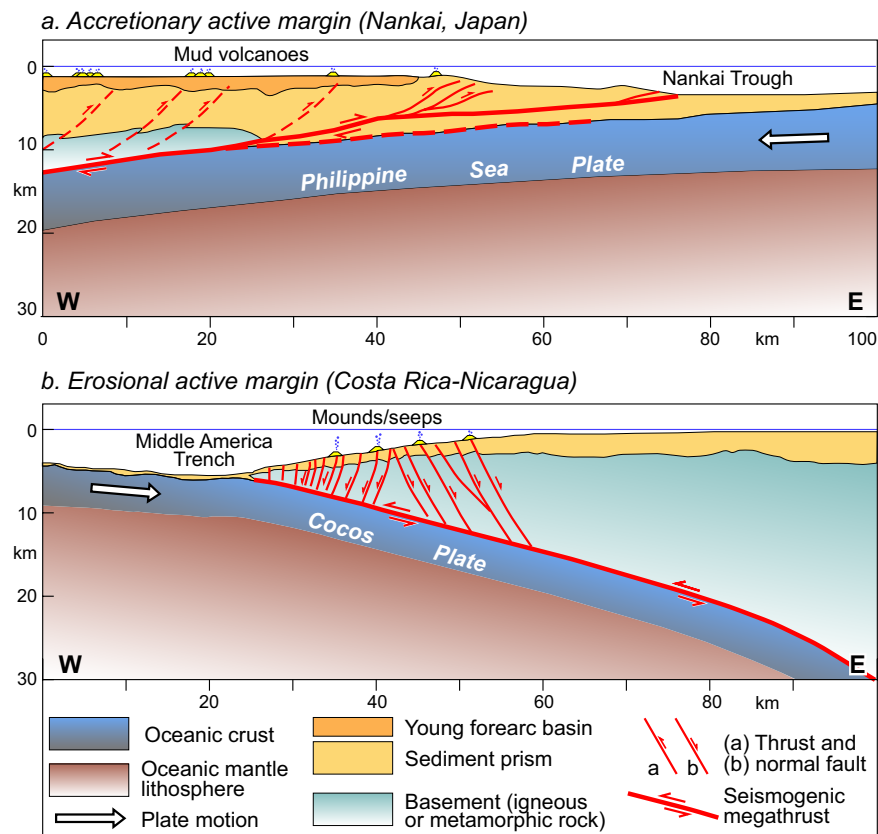 a. Accretionary active margin (Nankai, Japan)
Mud volcanoes
Nankai Trough
0
10
km
20
30
Philippine Sea Plate
W
E
0
20
40
60
80
km
100
b. Erosional active margin (Costa Rica-Nicaragua)
Mounds/seeps
Middle America
Trench
0
10
km
20
30
Cocos Plate
W
E
20
40
60
80
km
Oceanic crust
Oceanic mantle
lithosphere
Plate motion
Young forearc basin
Sediment prism
Basement (igneous
or metamorphic rock)
a
b
(a) Thrust and
(b) normal fault
Seismogenic
megathrust